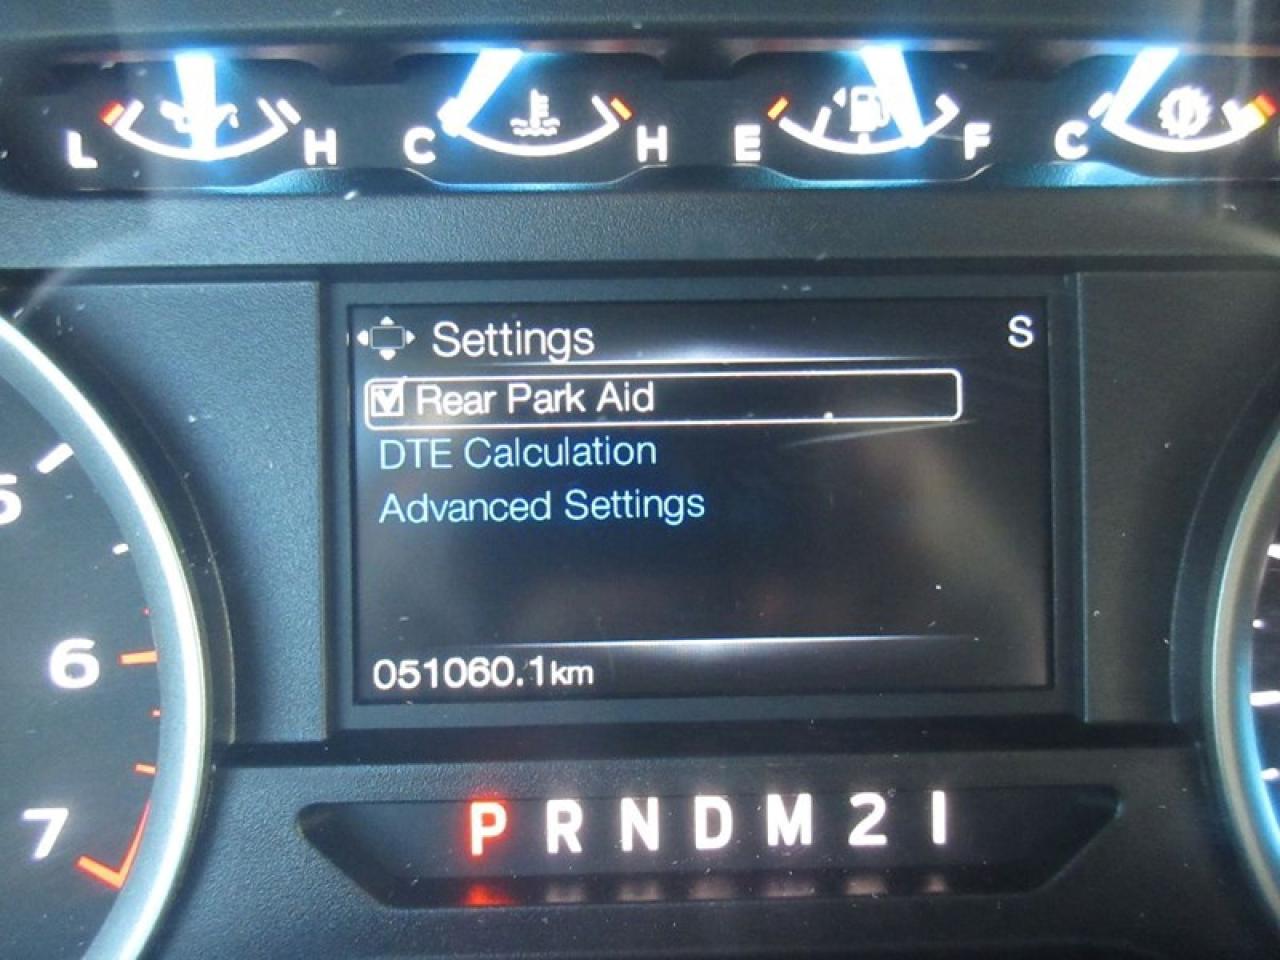 L H C H E F C
Settings S
Rear Park Aid
DTE Calculation
Advanced Settings
051060.1km
5
6
7
P R N D M 2 1